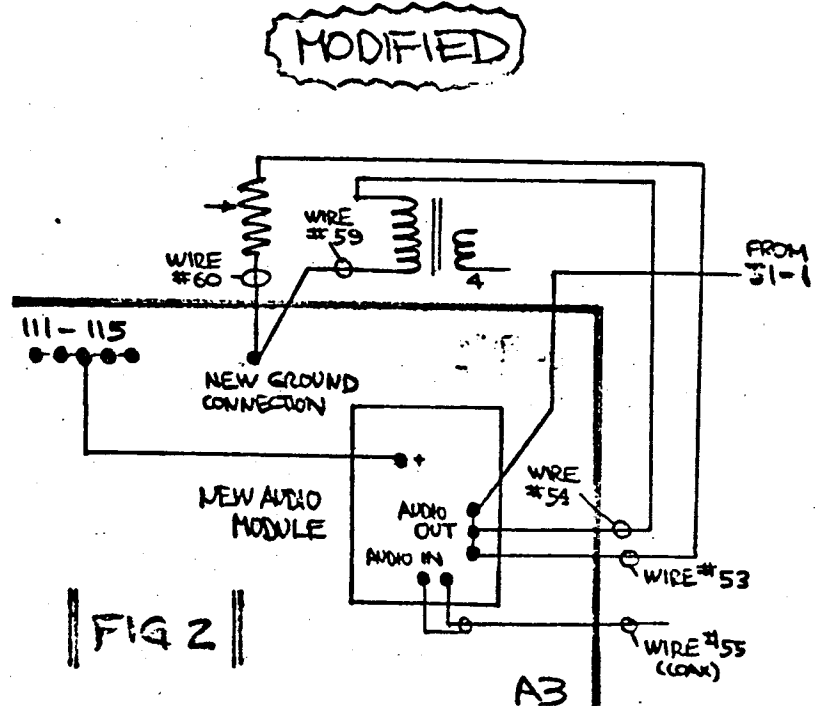 MODIFIED
WIRE
#59
WIRE
#60
4
FROM
J1-1
111-115
NEW GROUND
CONNECTION
+
WIRE
#54
NEW AUDIO
MODULE
AUDIO
OUT
AUDIO IN
WIRE #53
FIG 2
WIRE #55
(COAX)
A3